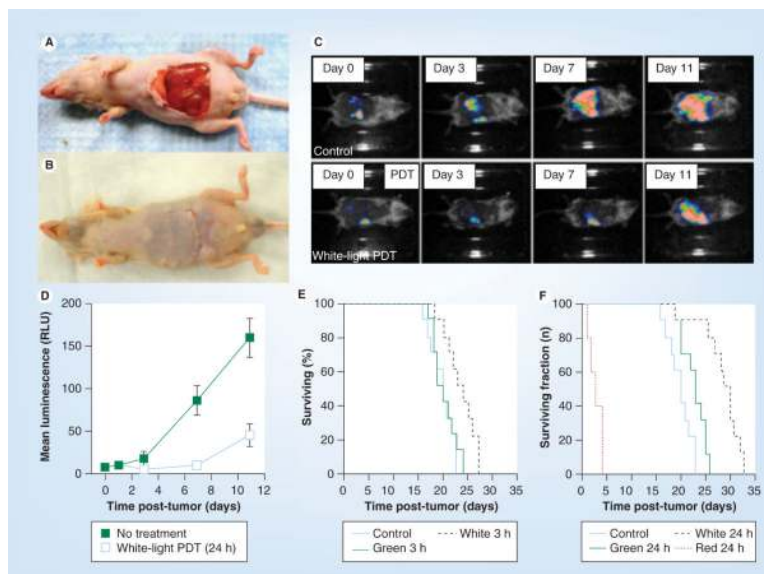 A
B
C
Day 0
Day 3
Day 7
Day 11
Control
Day 0
PDT
Day 3
Day 7
Day 11
White-light PDT
D
Mean luminescence (RLU)
200
150
100
50
0
0 2 4 6 8 10 12
Time post-tumor (days)
No treatment
White-light PDT (24 h)
E
Surviving (%)
100
80
60
40
20
0
0 5 10 15 20 25 30 35
Time post-tumor (days)
Control
White 3 h
Green 3 h
F
Surviving fraction (n)
100
80
60
40
20
0
0 5 10 15 20 25 30 35
Time post-tumor (days)
Control
White 24 h
Green 24 h
Red 24 h